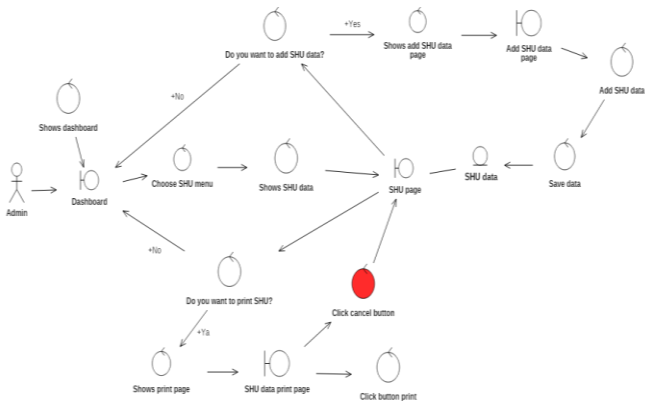 +Yes
Do you want to add SHU data?
Shows add SHU data
page
Add SHU data
page
Add SHU data
+No
Shows dashboard
Admin
Dashboard
Choose SHU menu
Shows SHU data
SHU page
SHU data
Save data
+No
Do you want to print SHU?
Click cancel button
+Ya
Shows print page
SHU data print page
Click button print